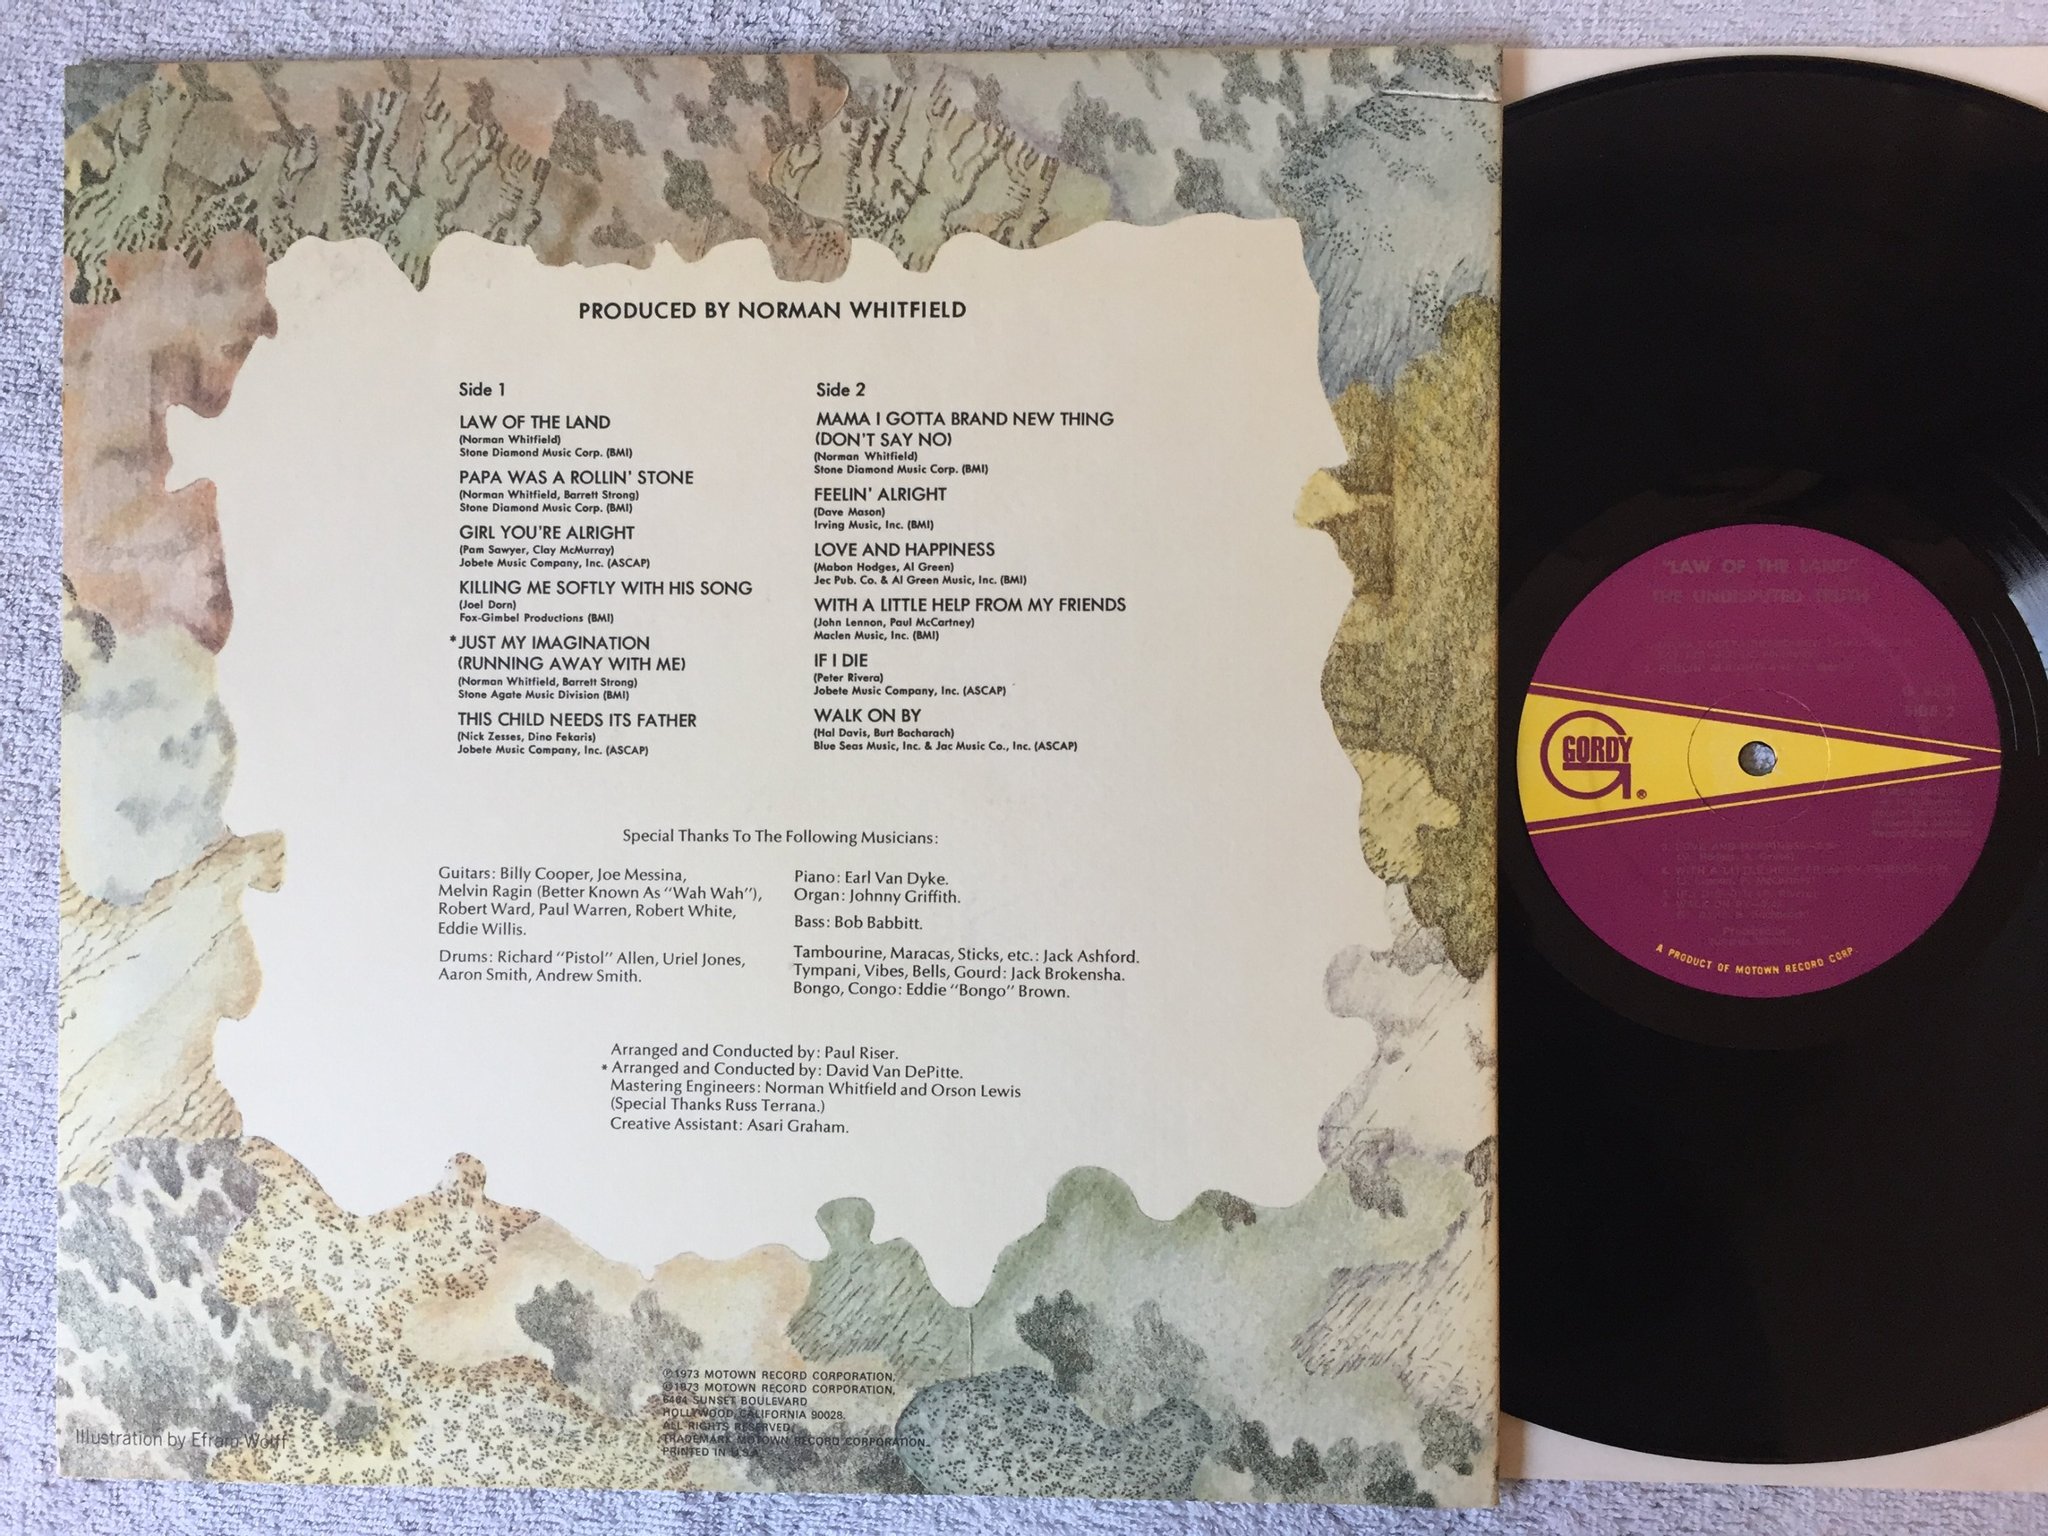 PRODUCED BY NORMAN WHITFIELD
Side 1
LAW OF THE LAND
(Norman Whitfield)
Stone Diamond Music Corp. (BMI)
PAPA WAS A ROLLIN' STONE
(Norman Whitfield, Barrett Strong)
Stone Diamond Music Corp. (BMI)
GIRL YOU'RE ALRIGHT
(Pam Sawyer, Clay McMurray)
Jobete Music Company, Inc. (ASCAP)
KILLING ME SOFTLY WITH HIS SONG
(Joel Dorn)
Fox-Gimbel Productions (BMI)
*JUST MY IMAGINATION
(RUNNING AWAY WITH ME)
(Norman Whitfield, Barrett Strong)
Stone Agate Music Division (BMI)
THIS CHILD NEEDS ITS FATHER
(Nick Zesses, Dino Fekaris)
Jobete Music Company, Inc. (ASCAP)
Side 2
MAMA I GOTTA BRAND NEW THING
(DON'T SAY NO)
(Norman Whitfield)
Stone Diamond Music Corp. (BMI)
FEELIN' ALRIGHT
(Dave Mason)
Irving Music, Inc. (BMI)
LOVE AND HAPPINESS
(Mabon Hodges, Al Green)
Jec Pub. Co. & Al Green Music, Inc. (BMI)
WITH A LITTLE HELP FROM MY FRIENDS
(John Lennon, Paul McCartney)
Maclen Music, Inc. (BMI)
IF I DIE
(Peter Rivera)
Jobete Music Company, Inc. (ASCAP)
WALK ON BY
(Hal Davis, Burt Bacharach)
Blue Seas Music, Inc. & Jac Music Co., Inc. (ASCAP)
Special Thanks To The Following Musicians:
Guitars: Billy Cooper, Joe Messina,
Melvin Ragin (Better Known As "Wah Wah"),
Robert Ward, Paul Warren, Robert White,
Eddie Willis.
Drums: Richard "Pistol" Allen, Uriel Jones,
Aaron Smith, Andrew Smith.
Piano: Earl Van Dyke.
Organ: Johnny Griffith.
Bass: Bob Babbitt.
Tambourine, Maracas, Sticks, etc.: Jack Ashford.
Tympani, Vibes, Bells, Gourd: Jack Brokensha.
Bongo, Congo: Eddie "Bongo" Brown.
Arranged and Conducted by: Paul Riser.
* Arranged and Conducted by: David Van DePitte.
Mastering Engineers: Norman Whitfield and Orson Lewis
(Special Thanks Russ Terrana.)
Creative Assistant: Asari Graham.
℗1973 MOTOWN RECORD CORPORATION,
©1973 MOTOWN RECORD CORPORATION,
6464 SUNSET BOULEVARD
HOLLYWOOD, CALIFORNIA 90028
ALL RIGHTS RESERVED/
TRADEMARK MOTOWN RECORD CORPORATION
PRINTED IN U.S.A.
Illustration by Efram Wolff
"LAW OF THE LAND"
THE UNDISPUTED TRUTH
SIDE 2
GORDY
G®
3. LOVE AND HAPPINESS
4. WITH A LITTLE HELP FROM
WALK ON BY
A PRODUCT OF MOTOWN RECORD CORP.